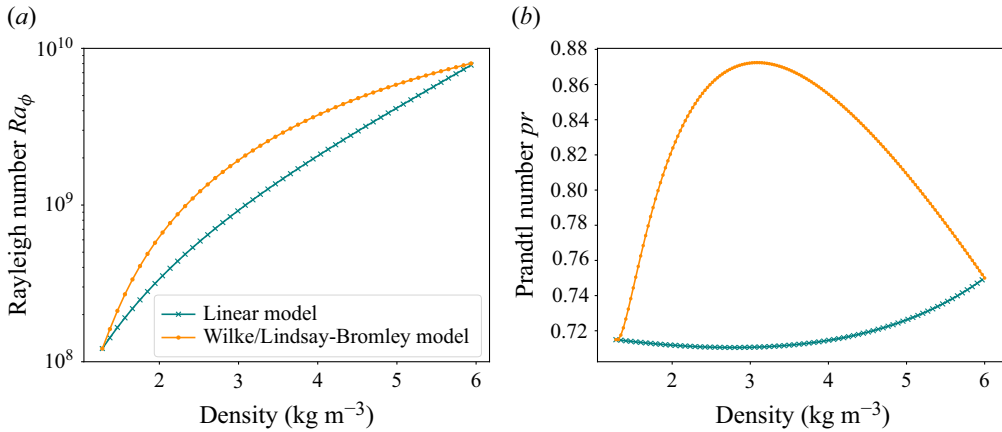 (a)
Rayleigh number Ra_ϕ
10^10
10^9
10^8
Linear model
Wilke/Lindsay-Bromley model
2 3 4 5 6
Density (kg m^−3)
(b)
Prandtl number pr
0.88
0.86
0.84
0.82
0.80
0.78
0.76
0.74
0.72
2 3 4 5 6
Density (kg m^−3)